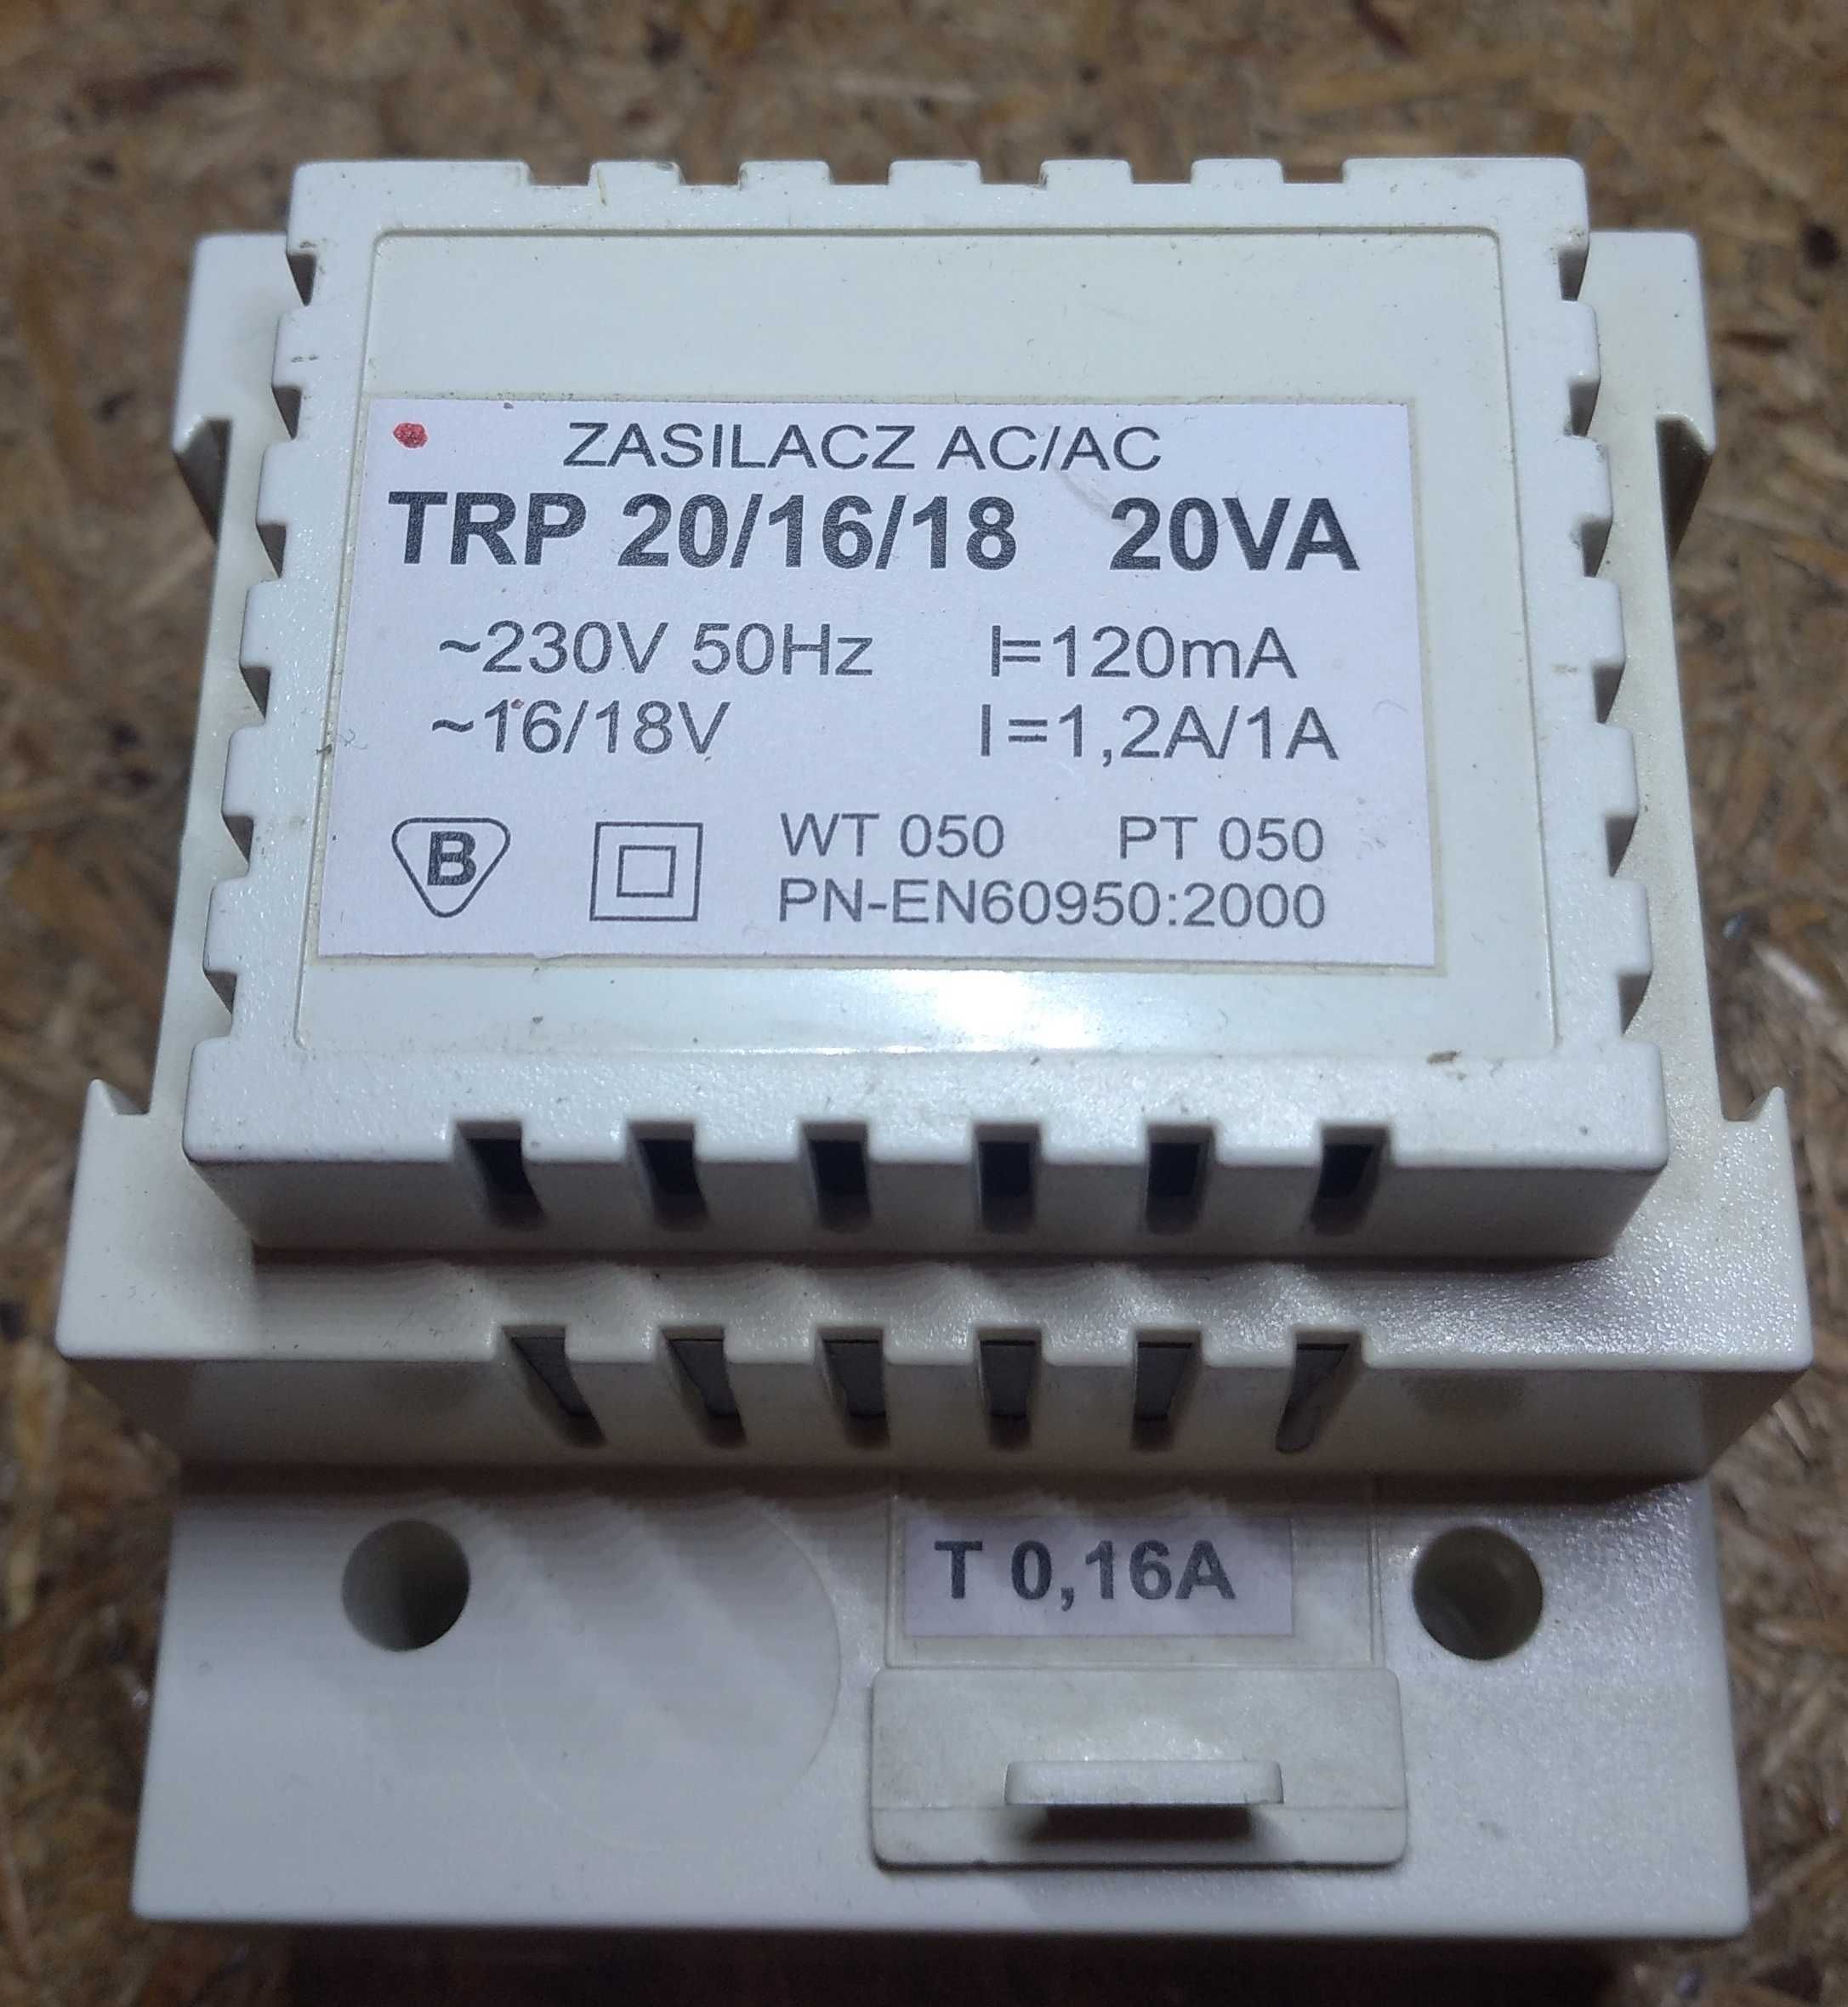 ZASILACZ AC/AC
TRP 20/16/18 20VA
~230V 50Hz I=120mA
~16/18V I=1,2A/1A
B WT 050 PT 050
PN-EN60950:2000
T 0,16A